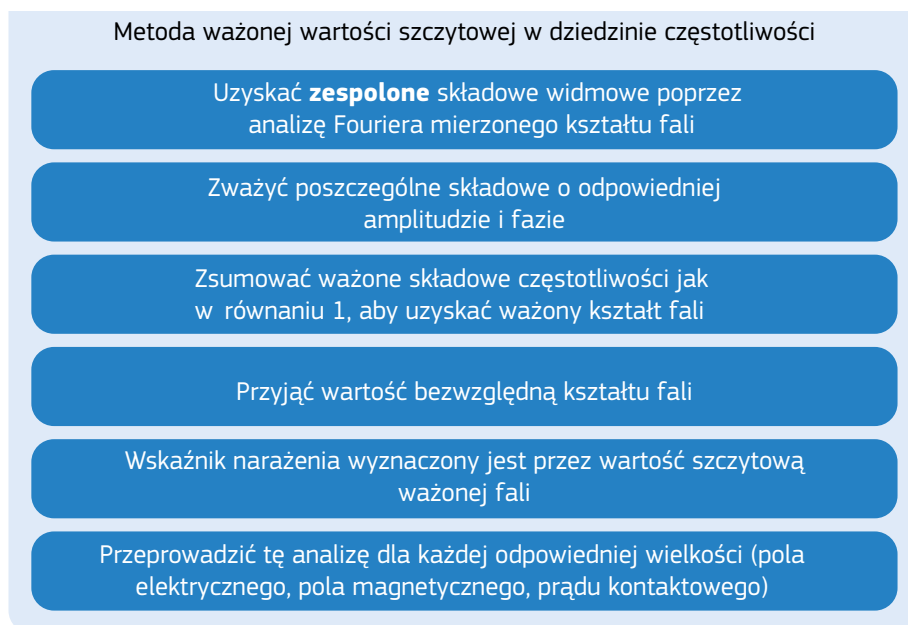 Metoda ważonej wartości szczytowej w dziedzinie częstotliwości
Uzyskać zespolone składowe widmowe poprzez
analizę Fouriera mierzonego kształtu fali
Zważyć poszczególne składowe o odpowiedniej
amplitudzie i fazie
Zsumować ważone składowe częstotliwości jak
w równaniu 1, aby uzyskać ważony kształt fali
Przyjąć wartość bezwzględną kształtu fali
Wskaźnik narażenia wyznaczony jest przez wartość szczytową
ważonej fali
Przeprowadzić tę analizę dla każdej odpowiedniej wielkości (pola
elektrycznego, pola magnetycznego, prądu kontaktowego)